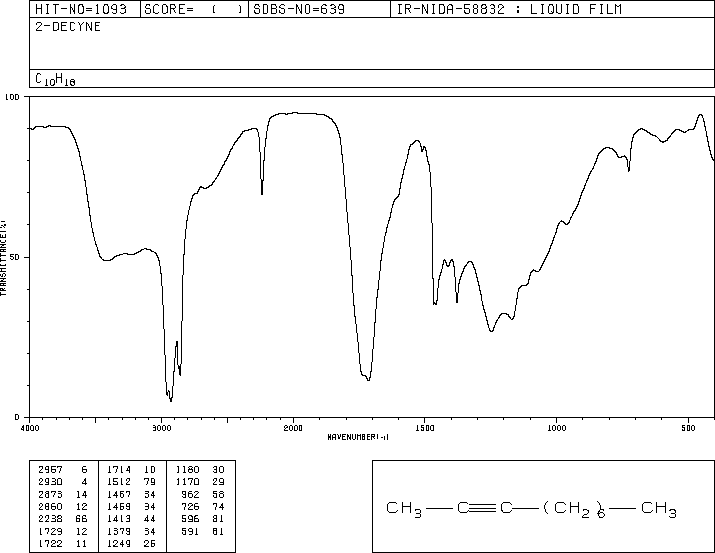 HIT-NO=1093 SCORE= ( ) SDBS-NO=639 IR-NIDA-58832 : LIQUID FILM
2-DECYNE
C10H18
100
50
0
TRANSMITTANCE(%)
4000 3000 2000 1500 1000 500
WAVENUMBER(-1)
2967 6 1714 10 1180 30
2930 4 1512 79 1170 29
2873 14 1467 34 962 58
2860 12 1459 34 726 74
2238 66 1413 44 596 81
1729 12 1379 34 591 81
1722 11 1249 26
CH3—C≡C—(CH2)6—CH3